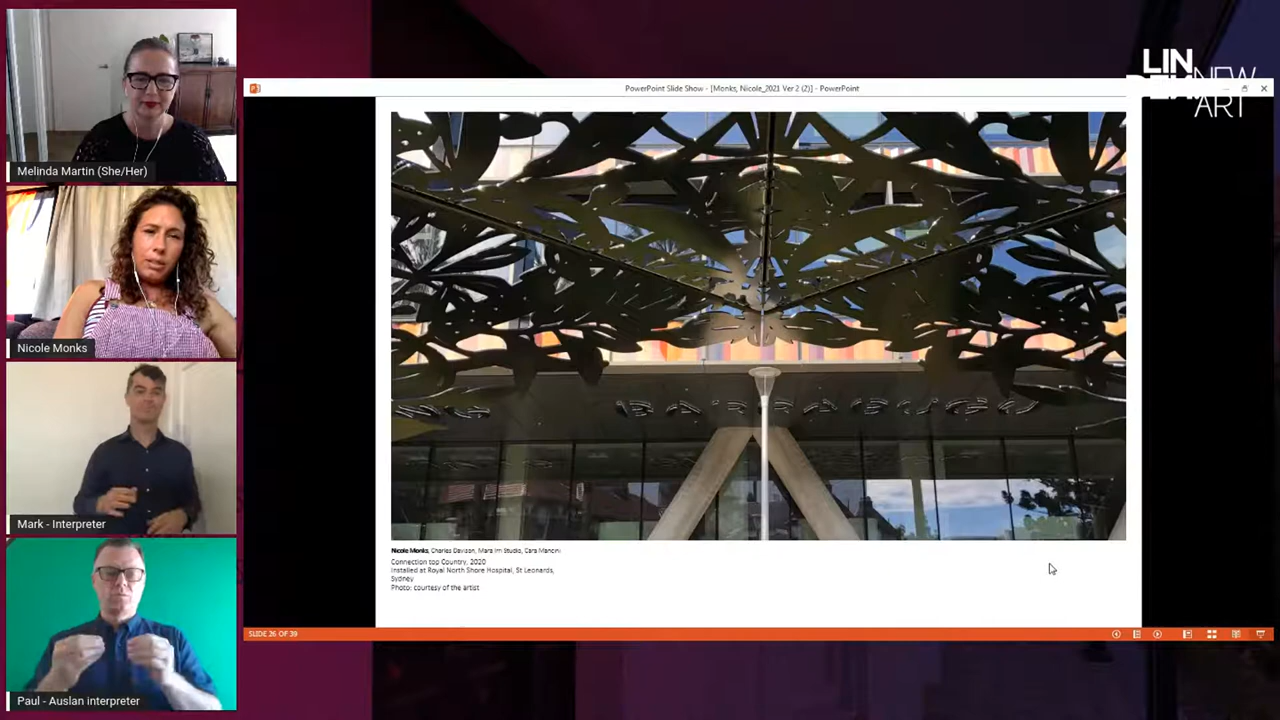 Melinda Martin (She/Her)
Nicole Monks
Mark - Interpreter
Paul - Auslan interpreter
PowerPoint Slide Show - [Monks, Nicole_2021 Ver 2 (2)] - PowerPoint
LIN
NEW
ART
Nicole Monks, Charles Davison, Mara Im Studio, Cara Mancini
Connection top Country, 2020
Installed at Royal North Shore Hospital, St Leonards,
Sydney
Photo: courtesy of the artist
SLIDE 26 OF 39